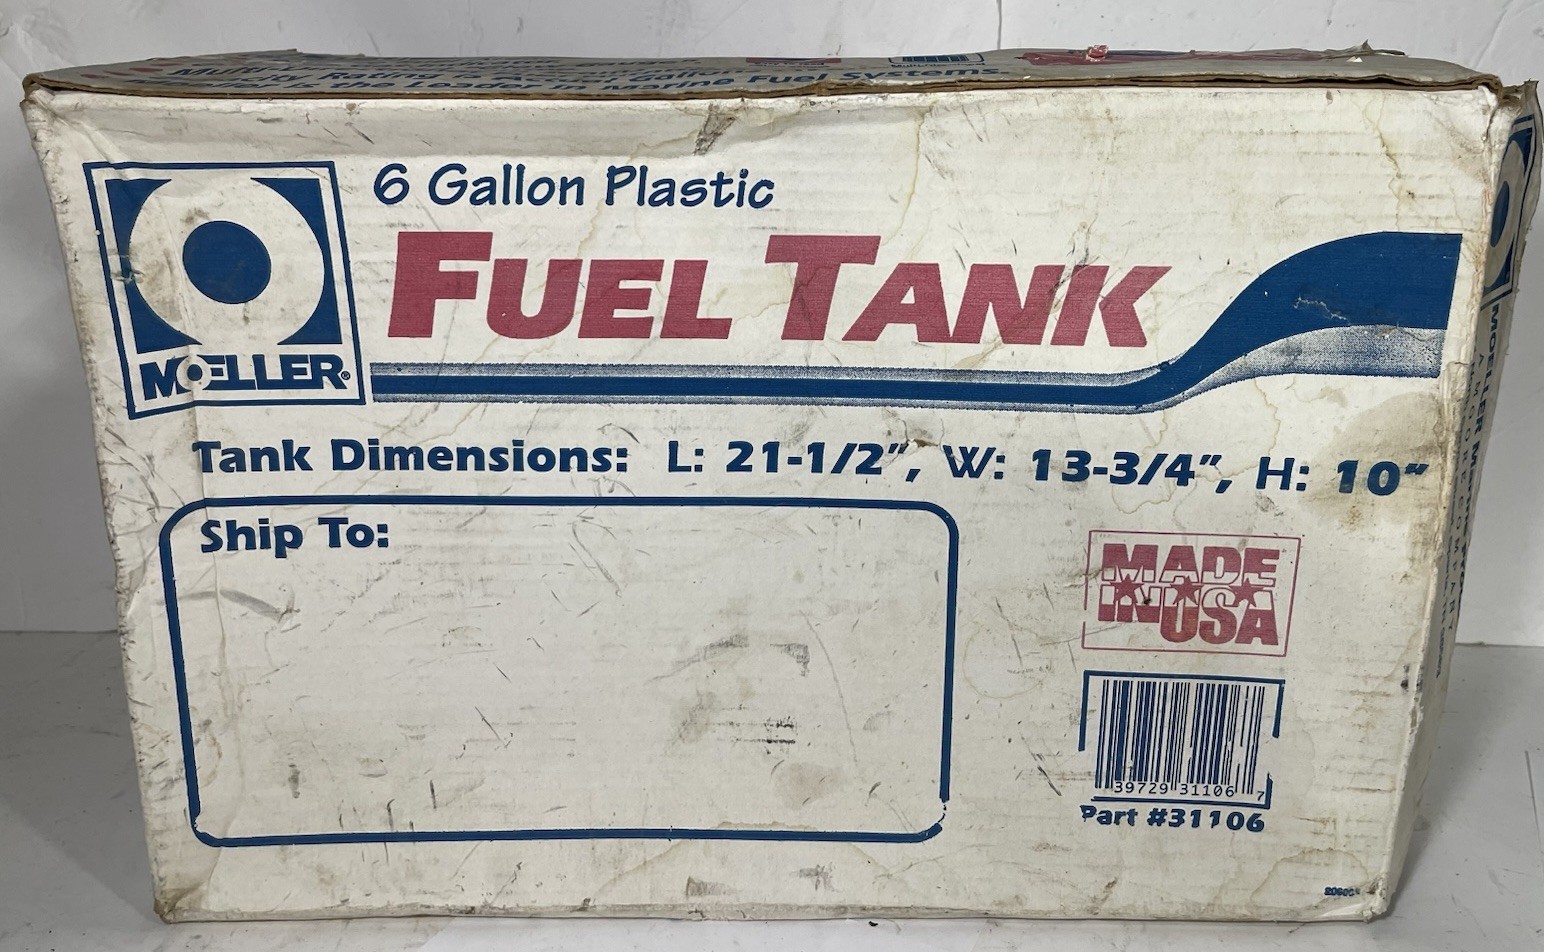 Moeller is the Leader in Marine Fuel Systems.
6 Gallon Plastic
FUEL TANK
MOELLER®
Tank Dimensions: L: 21-1/2", W: 13-3/4", H: 10"
Ship To:
MADE
IN USA
39729 31106 7
Part #31106
MOELLER